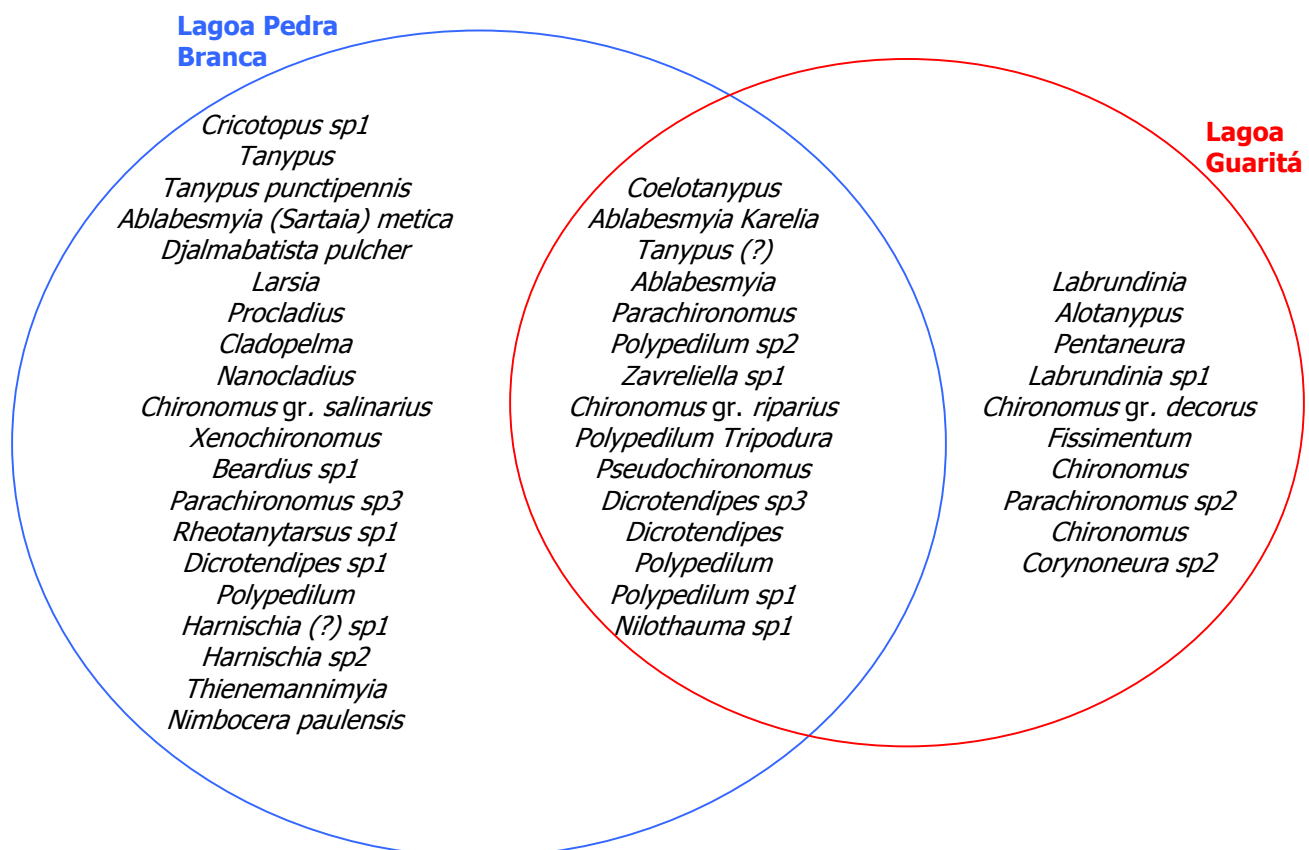 Lagoa Pedra
Branca
Cricotopus sp1
Tanypus
Tanypus punctipennis
Ablabesmyia (Sartaia) metica
Djalmabatista pulcher
Larsia
Procladius
Cladopelma
Nanocladius
Chironomus gr. salinarius
Xenochironomus
Beardius sp1
Parachironomus sp3
Rheotanytarsus sp1
Dicrotendipes sp1
Polypedilum
Harnischia (?) sp1
Harnischia sp2
Thienemannimyia
Nimbocera paulensis
Coelotanypus
Ablabesmyia Karelia
Tanypus (?)
Ablabesmyia
Parachironomus
Polypedilum sp2
Zavreliella sp1
Chironomus gr. riparius
Polypedilum Tripodura
Pseudochironomus
Dicrotendipes sp3
Dicrotendipes
Polypedilum
Polypedilum sp1
Nilothauma sp1
Lagoa
Guaritá
Labrundinia
Alotanypus
Pentaneura
Labrundinia sp1
Chironomus gr. decorus
Fissimentum
Chironomus
Parachironomus sp2
Chironomus
Corynoneura sp2